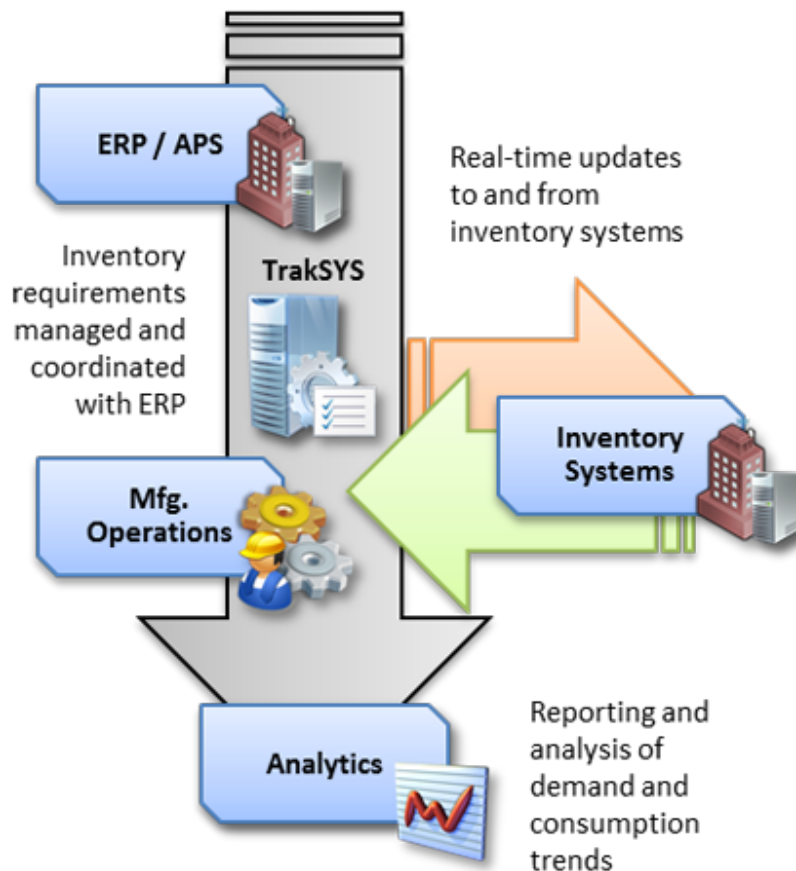 ERP / APS
Real-time updates
to and from
inventory systems
Inventory
requirements
managed and
coordinated
with ERP
TrakSYS
Inventory
Systems
Mfg.
Operations
Analytics
Reporting and
analysis of
demand and
consumption
trends